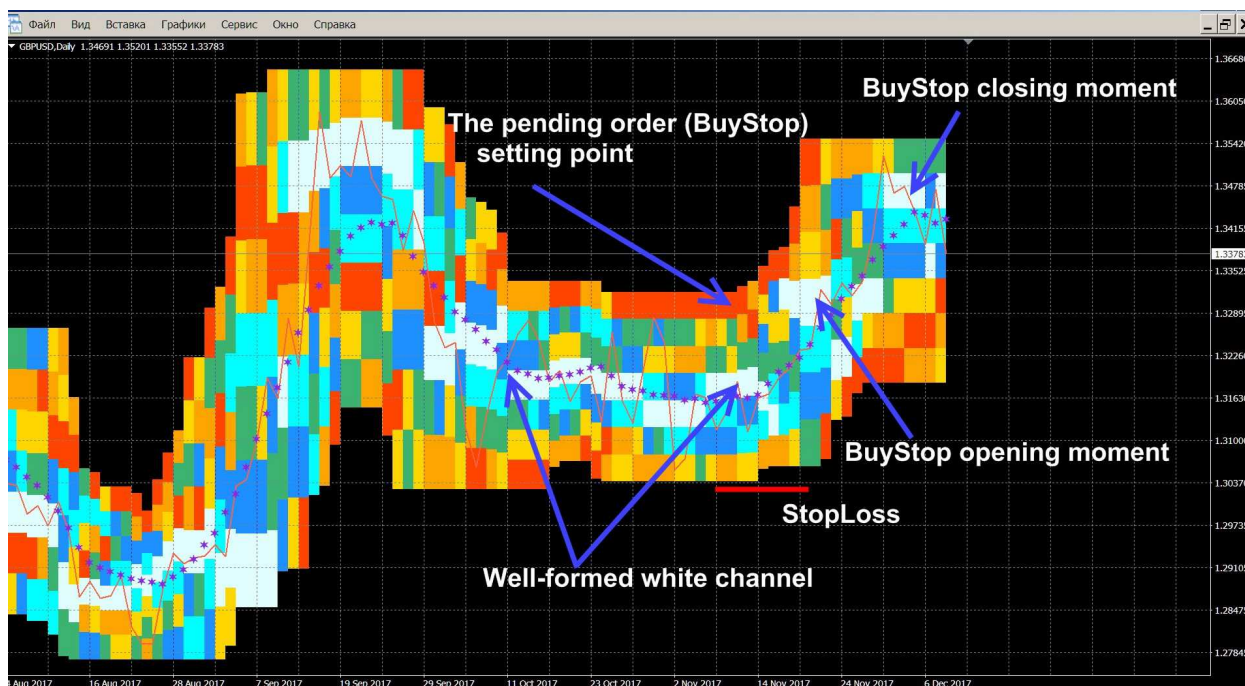 Файл Вид Вставка Графики Сервис Окно Справка
GBPUSD,Daily 1.34691 1.35201 1.33552 1.33783
1.36680
BuyStop closing moment
1.36050
The pending order (BuyStop)
setting point
1.35420
1.34785
1.34155
1.33783
1.33525
1.32895
1.32260
1.31630
1.31000
BuyStop opening moment
1.30370
StopLoss
1.29735
Well-formed white channel
1.29105
1.28475
1.27845
Aug 2017 16 Aug 2017 28 Aug 2017 7 Sep 2017 19 Sep 2017 29 Sep 2017 11 Oct 2017 23 Oct 2017 2 Nov 2017 14 Nov 2017 24 Nov 2017 6 Dec 2017